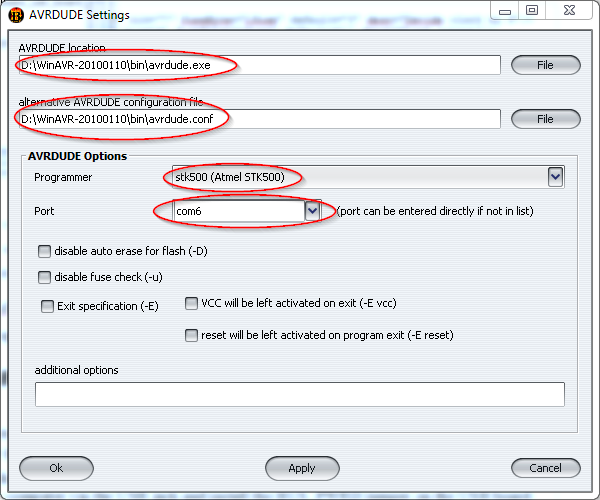 AVRDUDE Settings
AVRDUDE location
D:\WinAVR-20100110\bin\avrdude.exe
File
alternative AVRDUDE configuration file
D:\WinAVR-20100110\bin\avrdude.conf
File
AVRDUDE Options
Programmer
stk500 (Atmel STK500)
Port
com6
(port can be entered directly if not in list)
disable auto erase for flash (-D)
disable fuse check (-u)
Exit specification (-E)
VCC will be left activated on exit (-E vcc)
reset will be left activated on program exit (-E reset)
additional options
Ok
Apply
Cancel